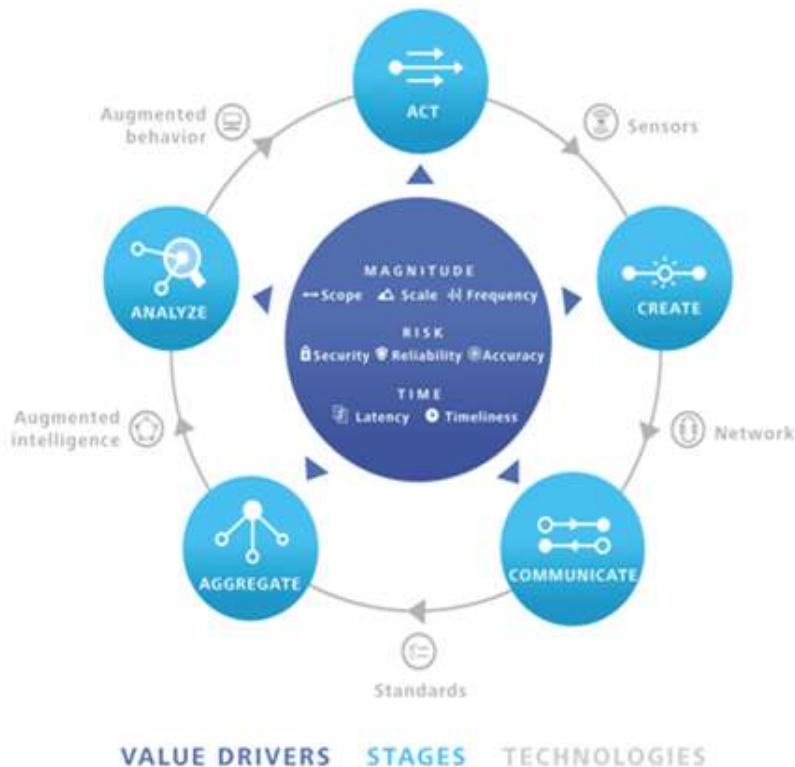 ACT
Augmented
behavior
Sensors
ANALYZE
CREATE
MAGNITUDE
Scope Scale Frequency
RISK
Security Reliability Accuracy
TIME
Latency Timeliness
Augmented
intelligence
Network
AGGREGATE
COMMUNICATE
Standards
VALUE DRIVERS STAGES TECHNOLOGIES